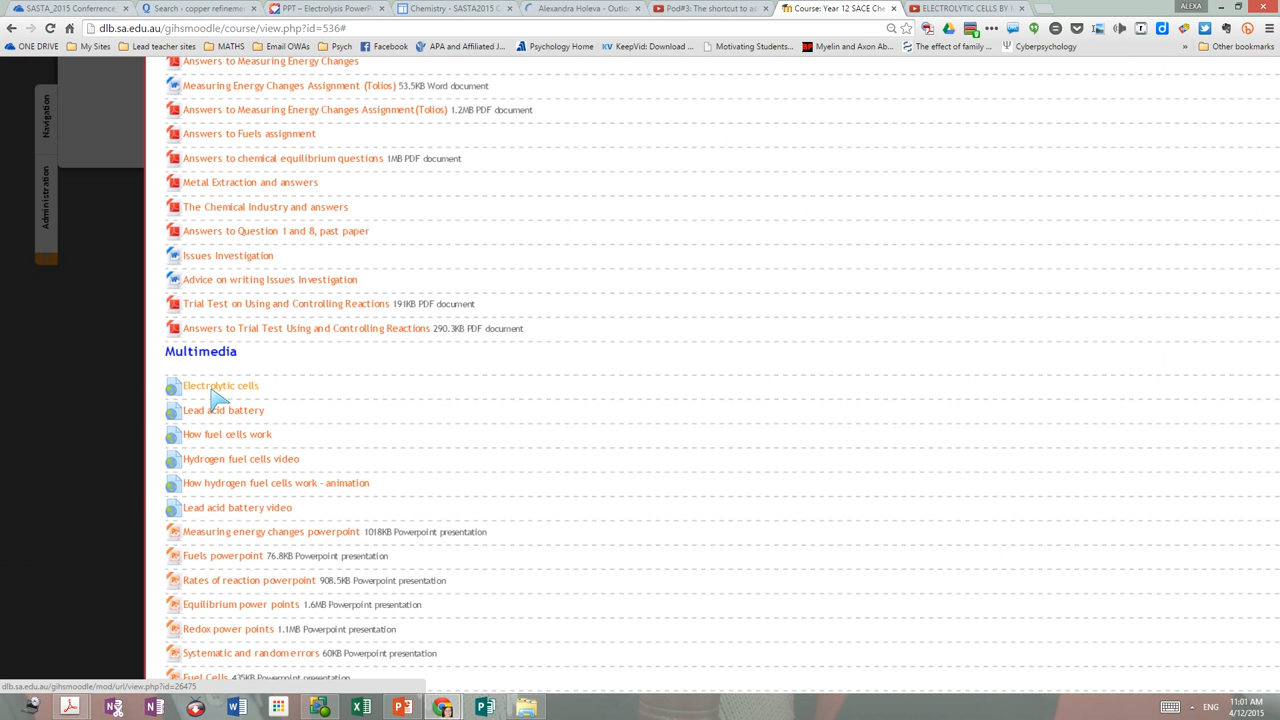 SASTA_2015 Conference,
Search - copper refineme
PPT – Electrolysis PowerP
Chemistry - SASTA2015 C
Alexandra Holeva - Outlo
Pod#3: The shortcut to ad
Course: Year 12 SACE Che
ELECTROLYTIC CELLS BY
ALEXA
dlb.sa.edu.au/gihsmoodle/course/view.php?id=536#
ONE DRIVE
My Sites
Lead teacher sites
MATHS
Email OWAs
Psych
Facebook
APA and Affiliated J...
Psychology Home
KV KeepVid: Download ...
Motivating Students...
Myelin and Axon Ab...
The effect of family ...
Cyberpsychology
»
Other bookmarks
Navigation
Administration
Answers to Measuring Energy Changes
Measuring Energy Changes Assignment (Tolios) 53.5KB Word document
Answers to Measuring Energy Changes Assignment(Tolios) 1.2MB PDF document
Answers to Fuels assignment
Answers to chemical equilibrium questions 1MB PDF document
Metal Extraction and answers
The Chemical Industry and answers
Answers to Question 1 and 8, past paper
Issues Investigation
Advice on writing Issues Investigation
Trial Test on Using and Controlling Reactions 191KB PDF document
Answers to Trial Test Using and Controlling Reactions 290.3KB PDF document
Multimedia
Electrolytic cells
Lead acid battery
How fuel cells work
Hydrogen fuel cells video
How hydrogen fuel cells work - animation
Lead acid battery video
Measuring energy changes powerpoint 1018KB Powerpoint presentation
Fuels powerpoint 76.8KB Powerpoint presentation
Rates of reaction powerpoint 908.5KB Powerpoint presentation
Equilibrium power points 1.6MB Powerpoint presentation
Redox power points 1.1MB Powerpoint presentation
Systematic and random errors 60KB Powerpoint presentation
Fuel Cells 435KB Powerpoint presentation
dlb.sa.edu.au/gihsmoodle/mod/url/view.php?id=26475
ENG
11:01 AM
4/12/2015